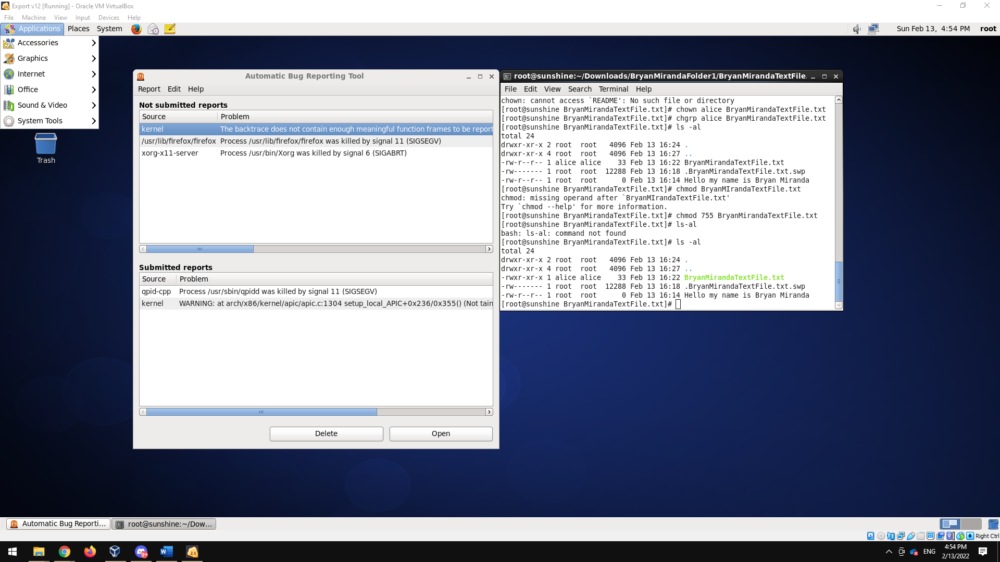 Export v12 [Running] - Oracle VM VirtualBox
File Machine View Input Devices Help
Applications Places System
Sun Feb 13, 4:54 PM root
Accessories
Graphics
Internet
Office
Sound & Video
System Tools
Trash
Automatic Bug Reporting Tool
Report Edit Help
Not submitted reports
Source Problem
kernel The backtrace does not contain enough meaningful function frames to be report
/usr/lib/firefox/firefox Process /usr/lib/firefox/firefox was killed by signal 11 (SIGSEGV)
xorg-x11-server Process /usr/bin/Xorg was killed by signal 6 (SIGABRT)
Submitted reports
Source Problem
qpid-cpp Process /usr/sbin/qpidd was killed by signal 11 (SIGSEGV)
kernel WARNING: at arch/x86/kernel/apic/apic.c:1304 setup_local_APIC+0x236/0x355() (Not tain
Delete Open
root@sunshine:~/Downloads/BryanMirandaFolder1/BryanMirandaTextFile.
File Edit View Search Terminal Help
chown: cannot access `README': No such file or directory
[root@sunshine BryanMirandaTextFile.txt]# chown alice BryanMirandaTextFile.txt
[root@sunshine BryanMirandaTextFile.txt]# chgrp alice BryanMirandaTextFile.txt
[root@sunshine BryanMirandaTextFile.txt]# ls -al
total 24
drwxr-xr-x 2 root root 4096 Feb 13 16:24 .
drwxr-xr-x 4 root root 4096 Feb 13 16:27 ..
-rw-r--r-- 1 alice alice 33 Feb 13 16:22 BryanMirandaTextFile.txt
-rw------- 1 root root 12288 Feb 13 16:18 .BryanMirandaTextFile.txt.swp
-rw-r--r-- 1 root root 0 Feb 13 16:14 Hello my name is Bryan Miranda
[root@sunshine BryanMirandaTextFile.txt]# chmod BryanMIrandaTextFile.txt
chmod: missing operand after `BryanMIrandaTextFile.txt'
Try `chmod --help' for more information.
[root@sunshine BryanMirandaTextFile.txt]# chmod 755 BryanMirandaTextFile.txt
[root@sunshine BryanMirandaTextFile.txt]# ls-al
bash: ls-al: command not found
[root@sunshine BryanMirandaTextFile.txt]# ls -al
total 24
drwxr-xr-x 2 root root 4096 Feb 13 16:24 .
drwxr-xr-x 4 root root 4096 Feb 13 16:27 ..
-rwxr-xr-x 1 alice alice 33 Feb 13 16:22 BryanMirandaTextFile.txt
-rw------- 1 root root 12288 Feb 13 16:18 .BryanMirandaTextFile.txt.swp
-rw-r--r-- 1 root root 0 Feb 13 16:14 Hello my name is Bryan Miranda
[root@sunshine BryanMirandaTextFile.txt]#
Automatic Bug Reporti... root@sunshine:~/Dow...
Right Ctrl
9+ 2.6
ENG
4:54 PM
2/13/2022